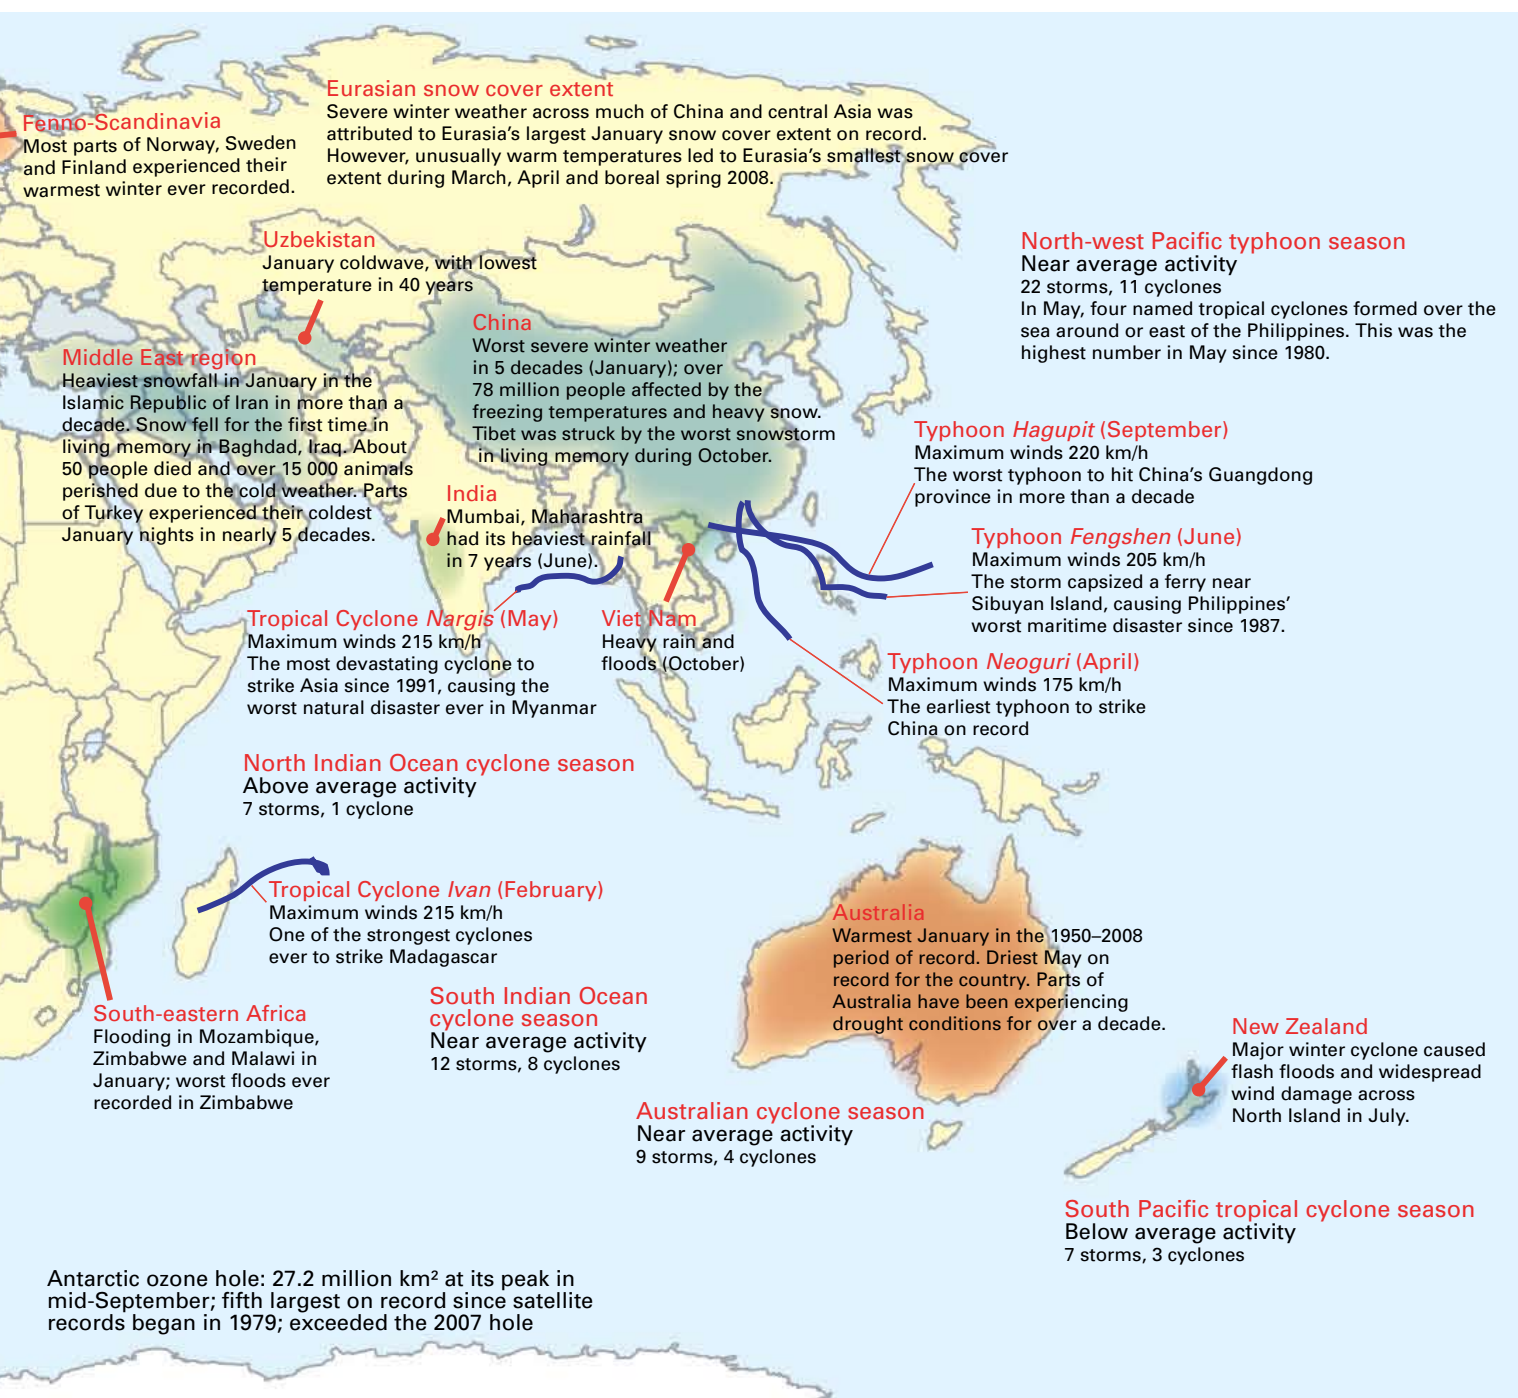 Eurasian snow cover extent
Severe winter weather across much of China and central Asia was
attributed to Eurasia's largest January snow cover extent on record.
However, unusually warm temperatures led to Eurasia's smallest snow cover
extent during March, April and boreal spring 2008.
Fenno-Scandinavia
Most parts of Norway, Sweden
and Finland experienced their
warmest winter ever recorded.
Uzbekistan
January coldwave, with lowest
temperature in 40 years
North-west Pacific typhoon season
Near average activity
22 storms, 11 cyclones
In May, four named tropical cyclones formed over the
sea around or east of the Philippines. This was the
highest number in May since 1980.
China
Worst severe winter weather
in 5 decades (January); over
78 million people affected by the
freezing temperatures and heavy snow.
Tibet was struck by the worst snowstorm
in living memory during October.
Middle East region
Heaviest snowfall in January in the
Islamic Republic of Iran in more than a
decade. Snow fell for the first time in
living memory in Baghdad, Iraq. About
50 people died and over 15 000 animals
perished due to the cold weather. Parts
of Turkey experienced their coldest
January nights in nearly 5 decades.
Typhoon Hagupit (September)
Maximum winds 220 km/h
The worst typhoon to hit China's Guangdong
province in more than a decade
India
Mumbai, Maharashtra
had its heaviest rainfall
in 7 years (June).
Typhoon Fengshen (June)
Maximum winds 205 km/h
The storm capsized a ferry near
Sibuyan Island, causing Philippines'
worst maritime disaster since 1987.
Tropical Cyclone Nargis (May)
Maximum winds 215 km/h
The most devastating cyclone to
strike Asia since 1991, causing the
worst natural disaster ever in Myanmar
Viet Nam
Heavy rain and
floods (October)
Typhoon Neoguri (April)
Maximum winds 175 km/h
The earliest typhoon to strike
China on record
North Indian Ocean cyclone season
Above average activity
7 storms, 1 cyclone
Tropical Cyclone Ivan (February)
Maximum winds 215 km/h
One of the strongest cyclones
ever to strike Madagascar
Australia
Warmest January in the 1950–2008
period of record. Driest May on
record for the country. Parts of
Australia have been experiencing
drought conditions for over a decade.
South Indian Ocean
cyclone season
Near average activity
12 storms, 8 cyclones
South-eastern Africa
Flooding in Mozambique,
Zimbabwe and Malawi in
January; worst floods ever
recorded in Zimbabwe
New Zealand
Major winter cyclone caused
flash floods and widespread
wind damage across
North Island in July.
Australian cyclone season
Near average activity
9 storms, 4 cyclones
South Pacific tropical cyclone season
Below average activity
7 storms, 3 cyclones
Antarctic ozone hole: 27.2 million km² at its peak in
mid-September; fifth largest on record since satellite
records began in 1979; exceeded the 2007 hole